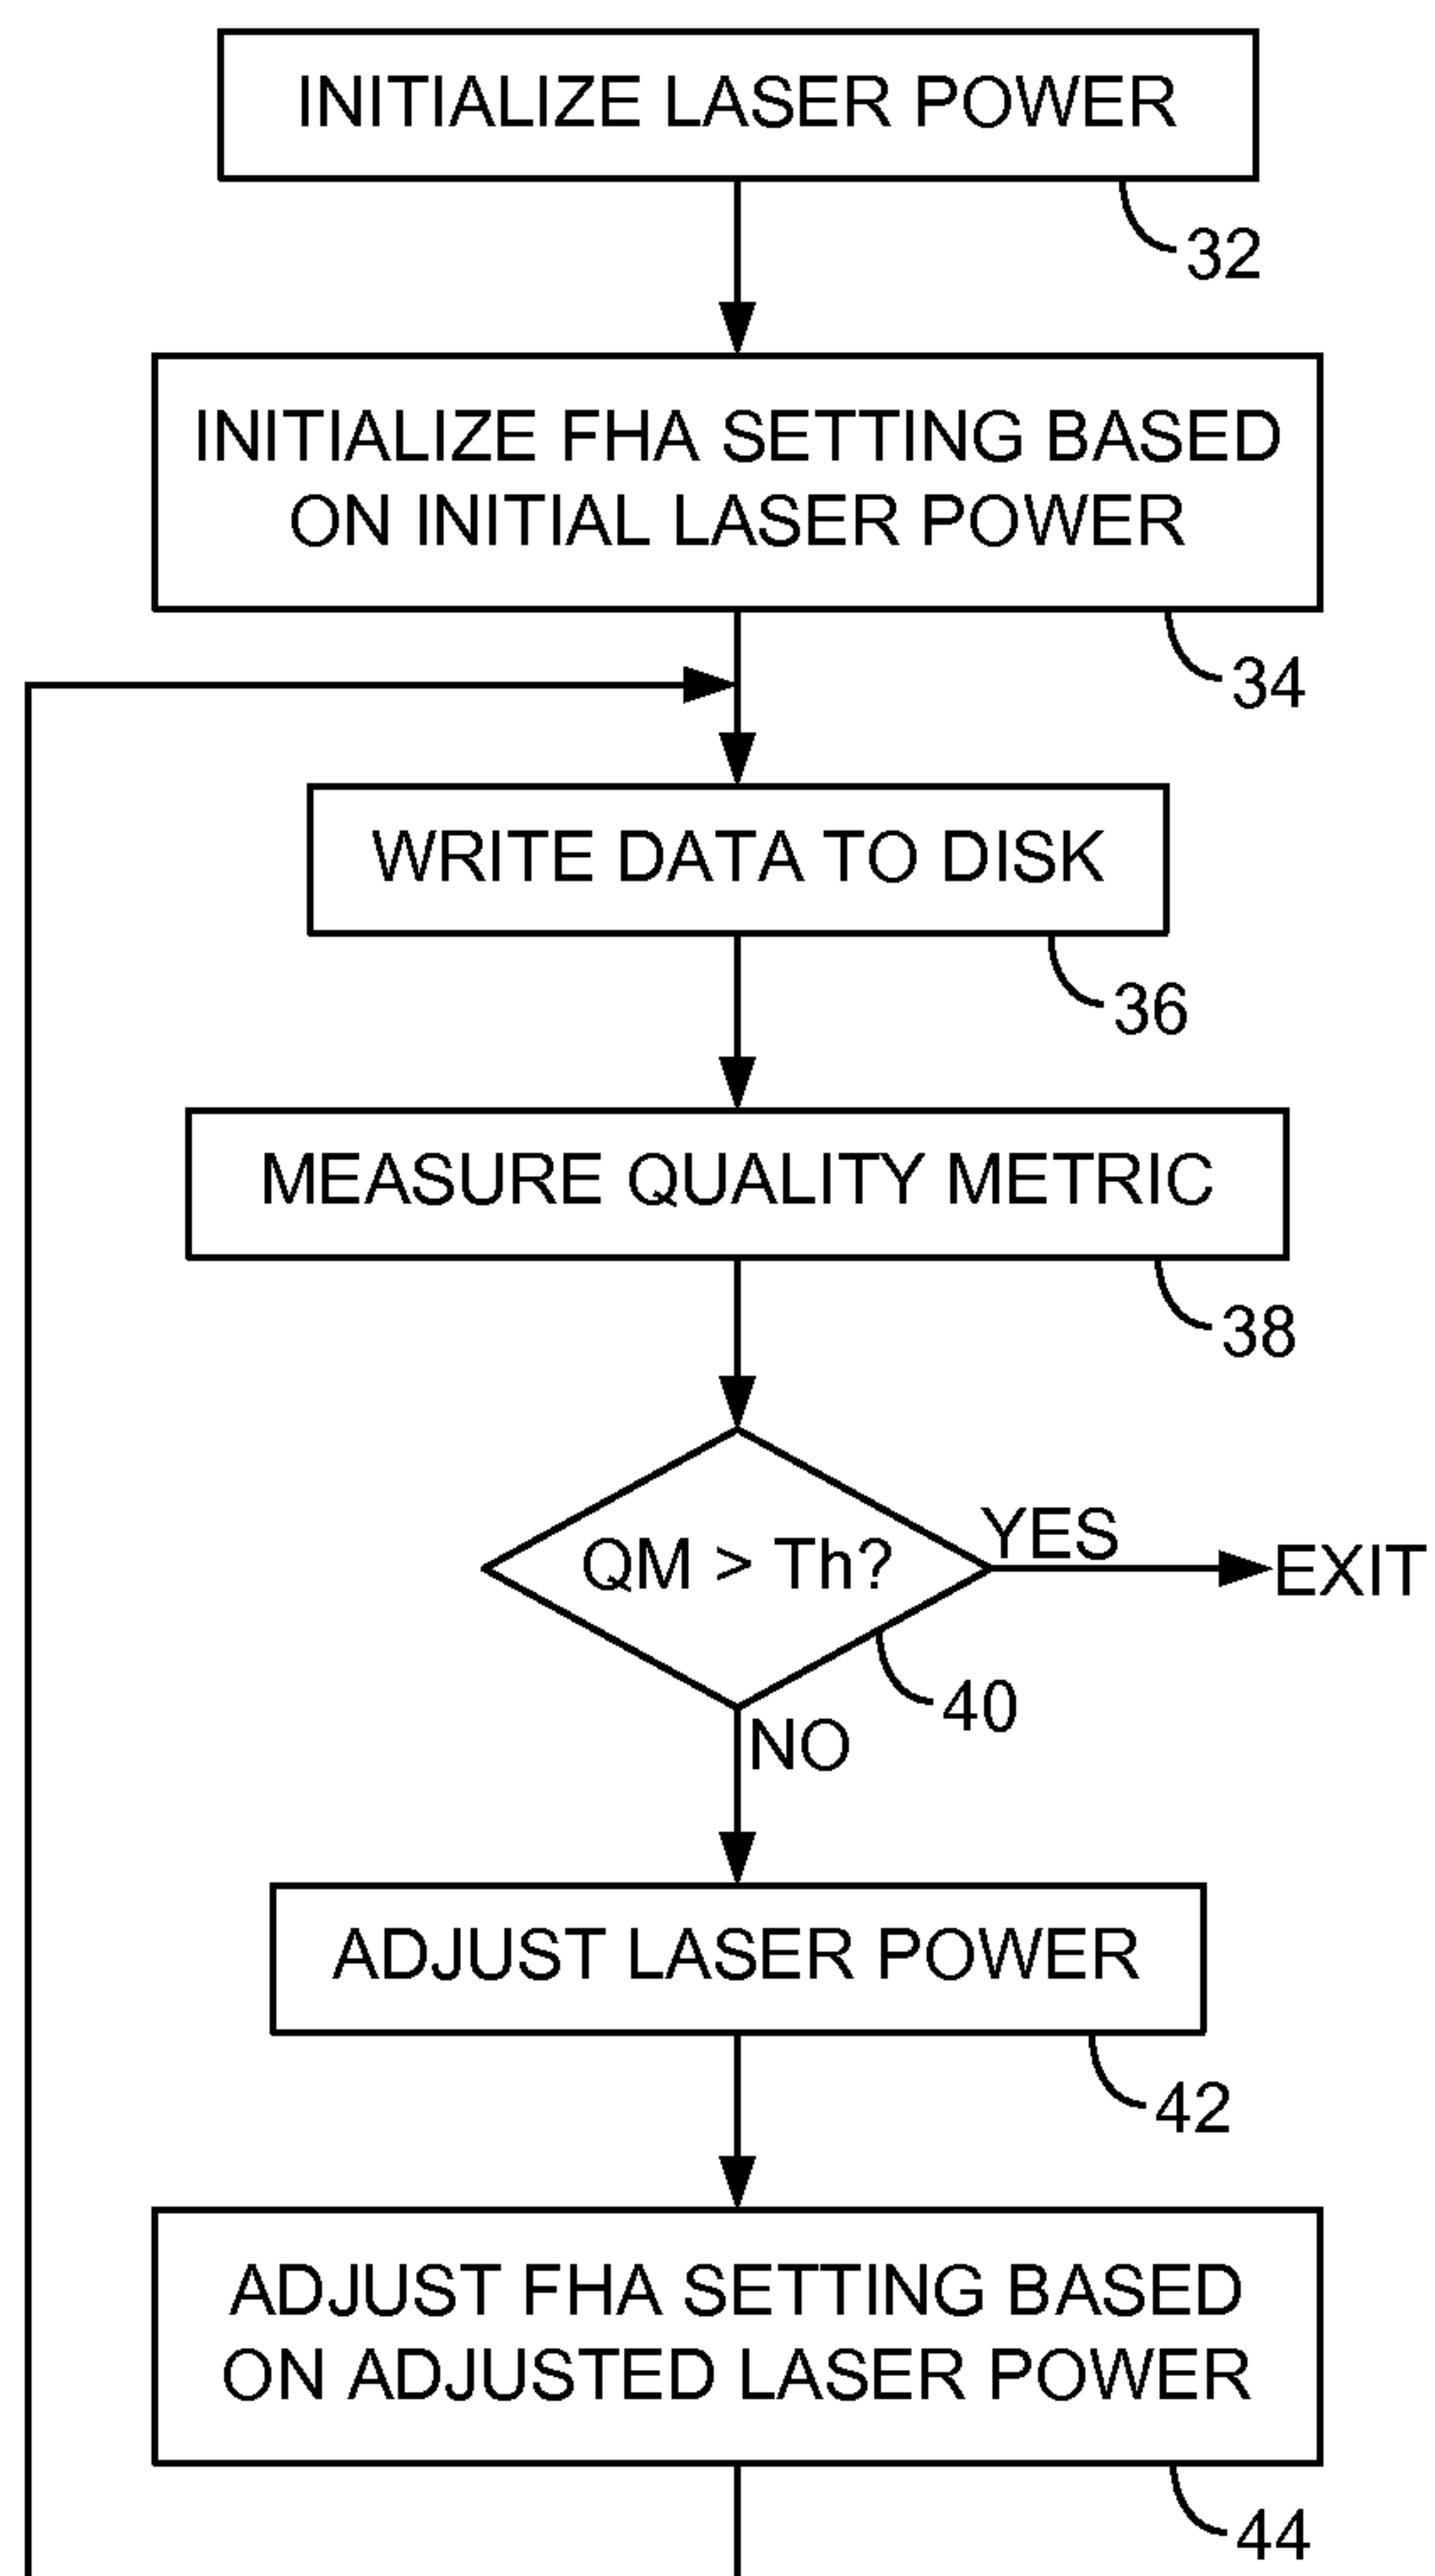 INITIALIZE LASER POWER
32
INITIALIZE FHA SETTING BASED
ON INITIAL LASER POWER
34
WRITE DATA TO DISK
36
MEASURE QUALITY METRIC
38
QM > Th?
YES
EXIT
40
NO
ADJUST LASER POWER
42
ADJUST FHA SETTING BASED
ON ADJUSTED LASER POWER
44